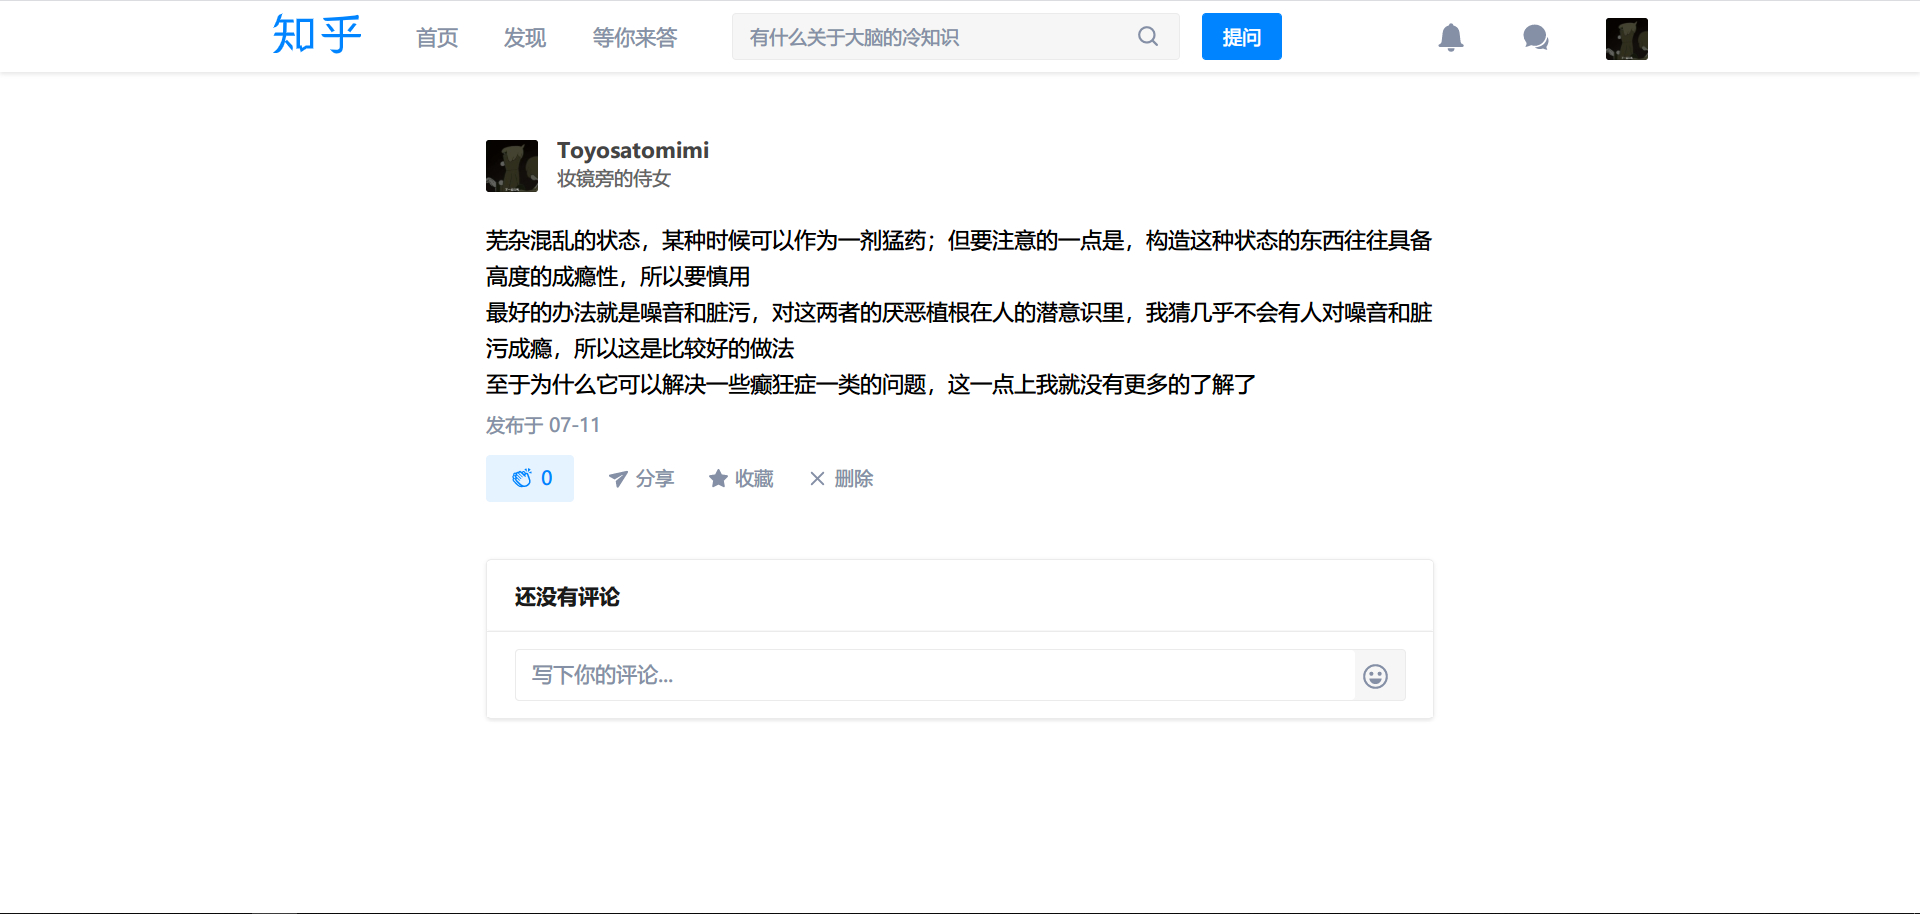 知乎 首页 发现 等你来答 有什么关于大脑的冷知识 提问
Toyosatomimi
妆镜旁的侍女
芜杂混乱的状态，某种时候可以作为一剂猛药；但要注意的一点是，构造这种状态的东西往往具备
高度的成瘾性，所以要慎用
最好的办法就是噪音和脏污，对这两者的厌恶植根在人的潜意识里，我猜几乎不会有人对噪音和脏
污成瘾，所以这是比较好的做法
至于为什么它可以解决一些癫狂症一类的问题，这一点上我就没有更多的了解了
发布于 07-11
0 分享 收藏 删除
还没有评论
写下你的评论...